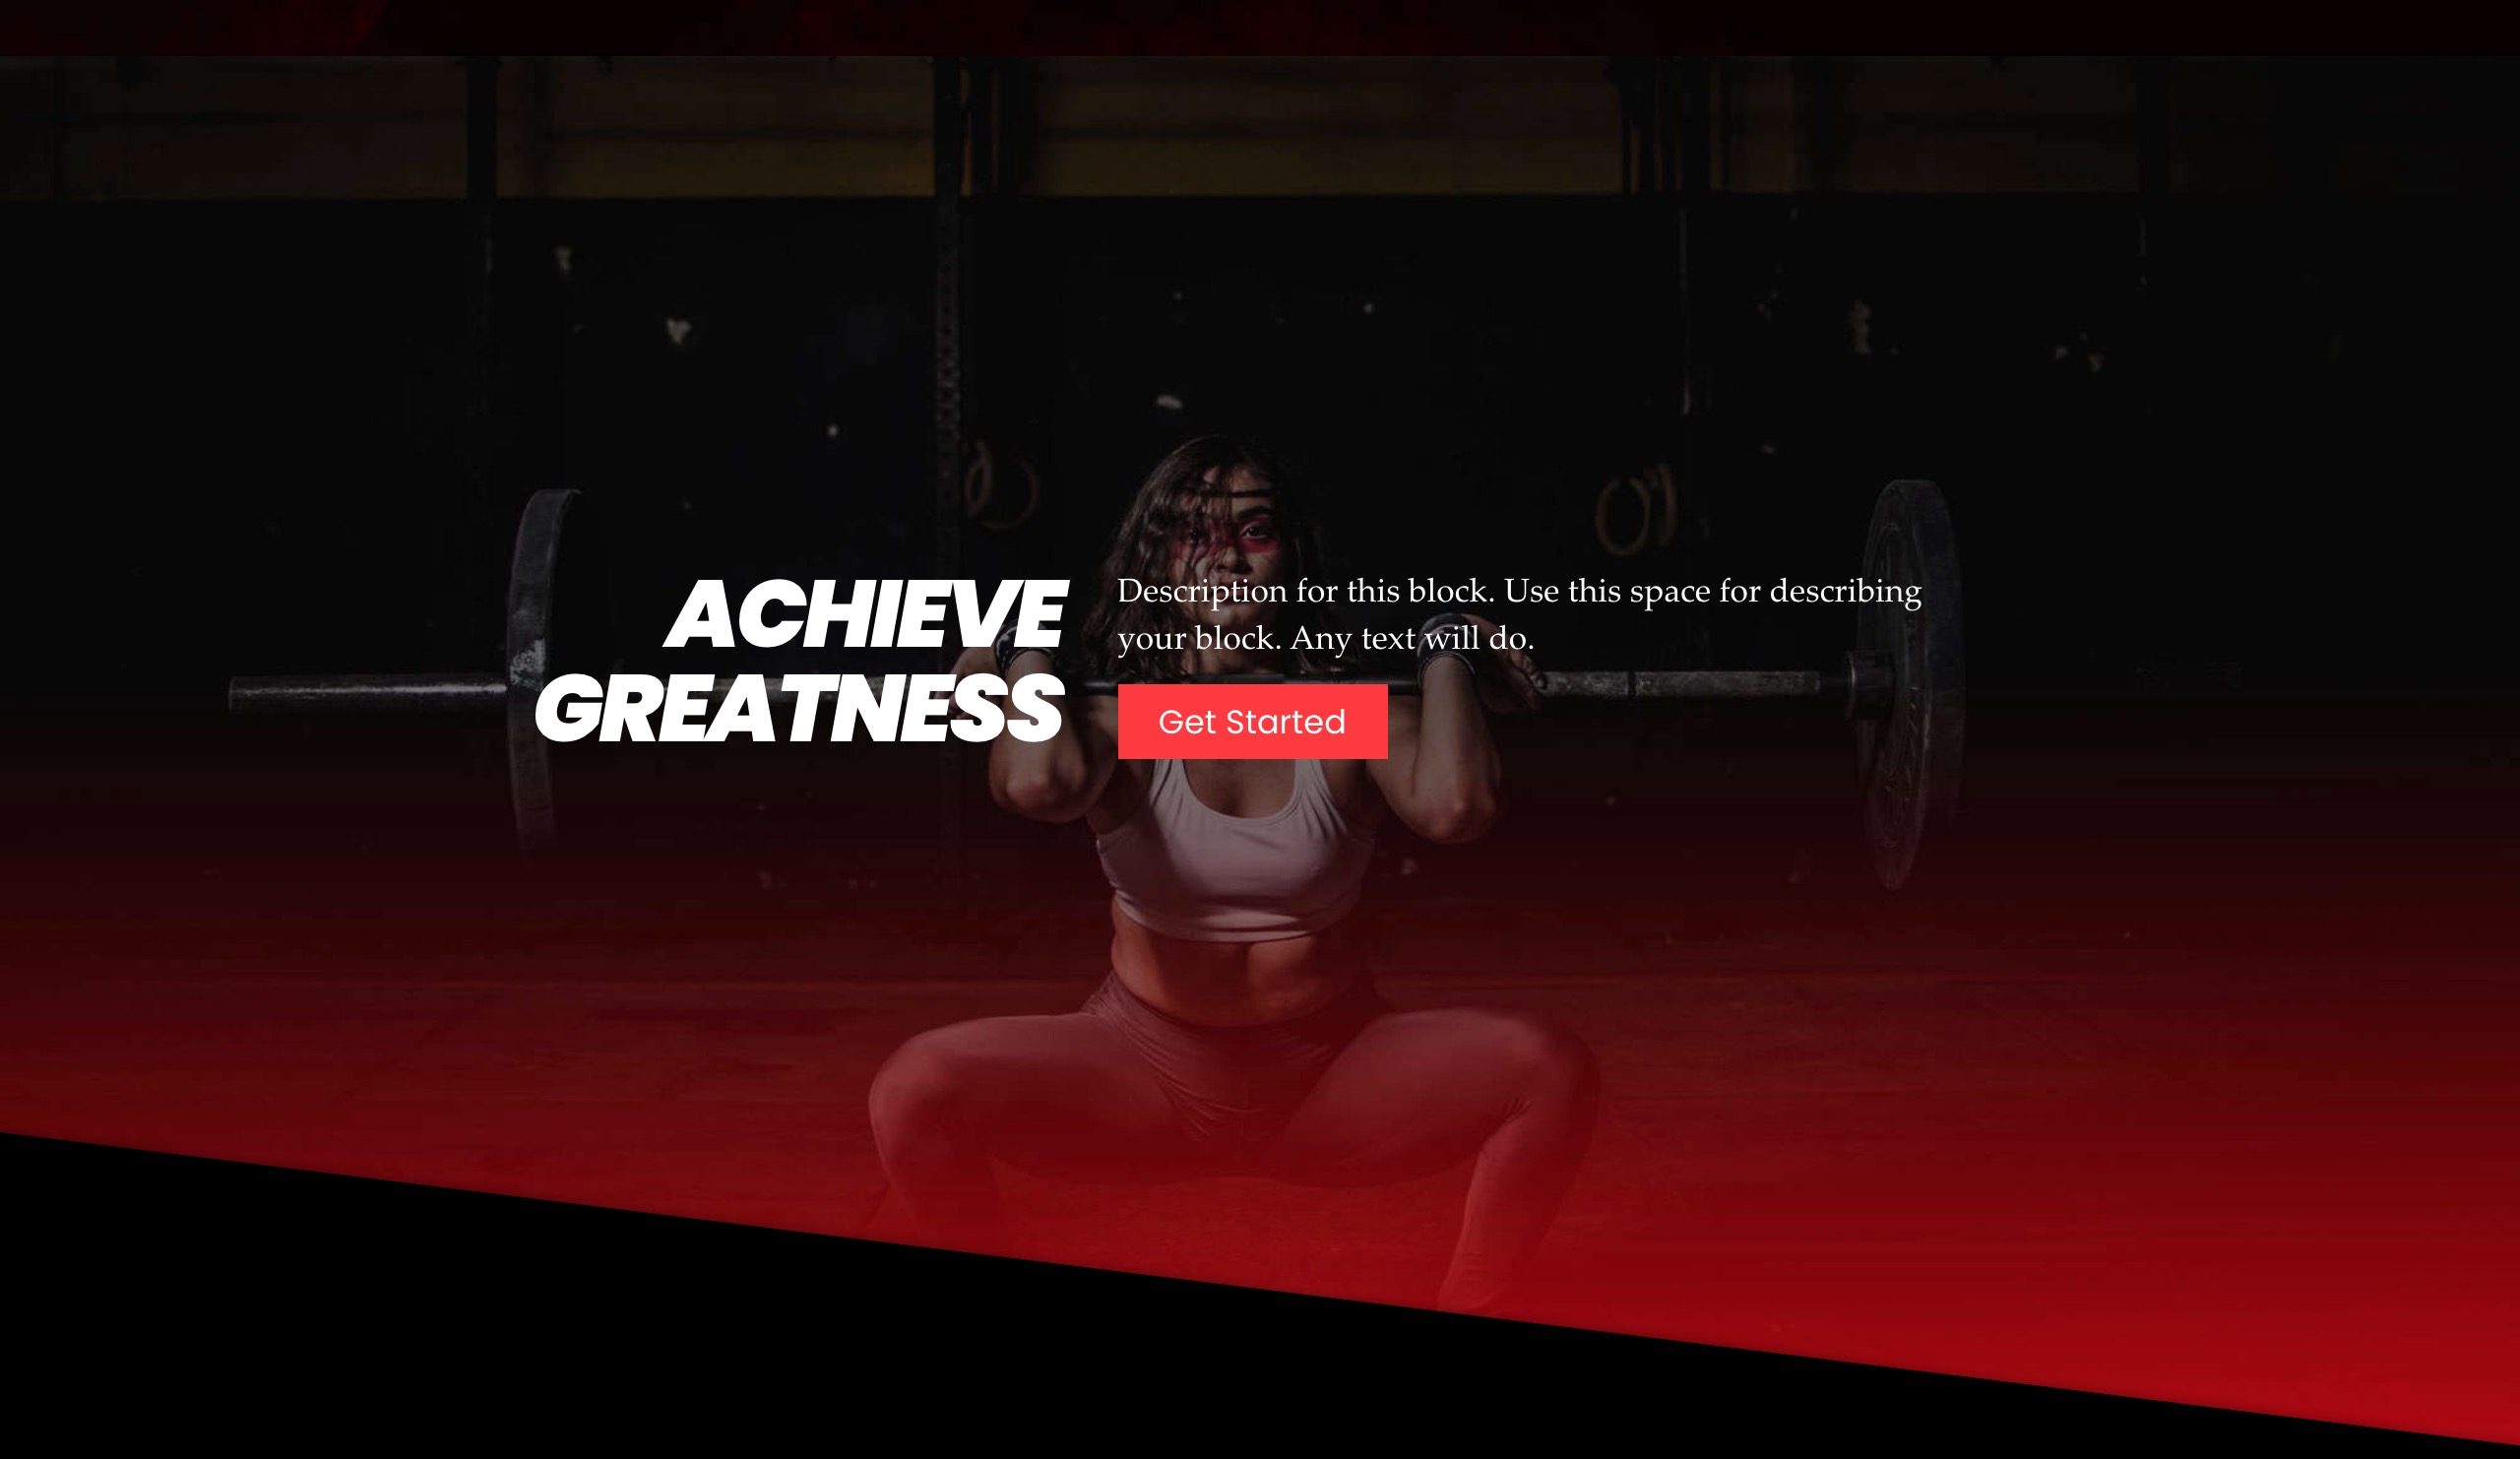 ACHIEVE
GREATNESS
Description for this block. Use this space for describing
your block. Any text will do.
Get Started